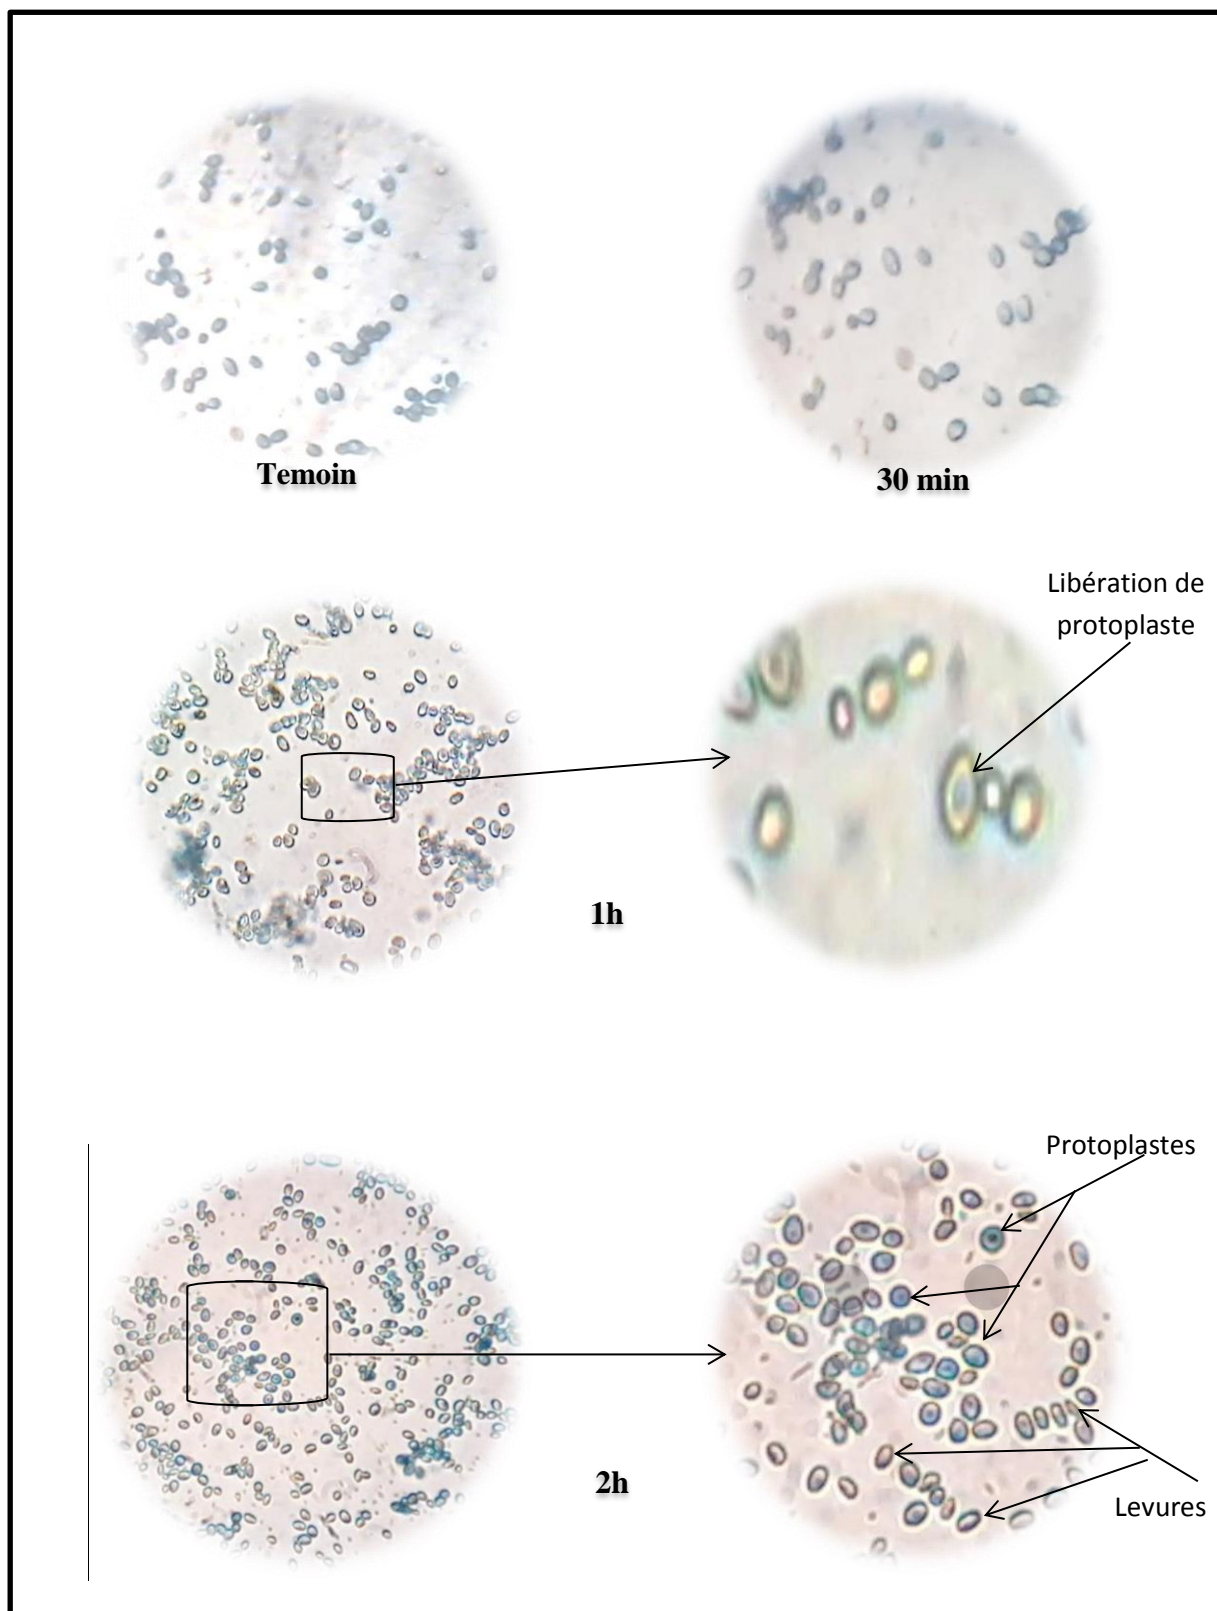 Temoin
30 min
Libération de
protoplaste
1h
Protoplastes
2h
Levures